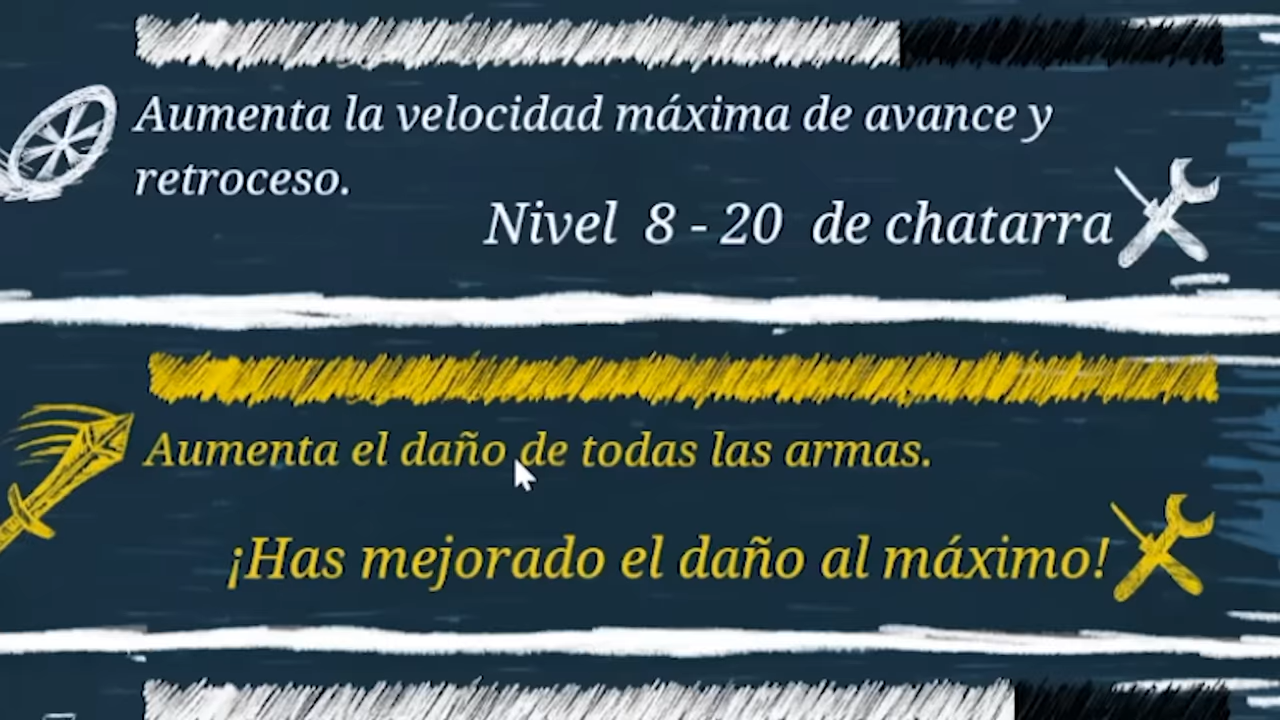 Aumenta la velocidad máxima de avance y
retroceso.
Nivel 8 - 20 de chatarra
Aumenta el daño de todas las armas.
¡Has mejorado el daño al máximo!